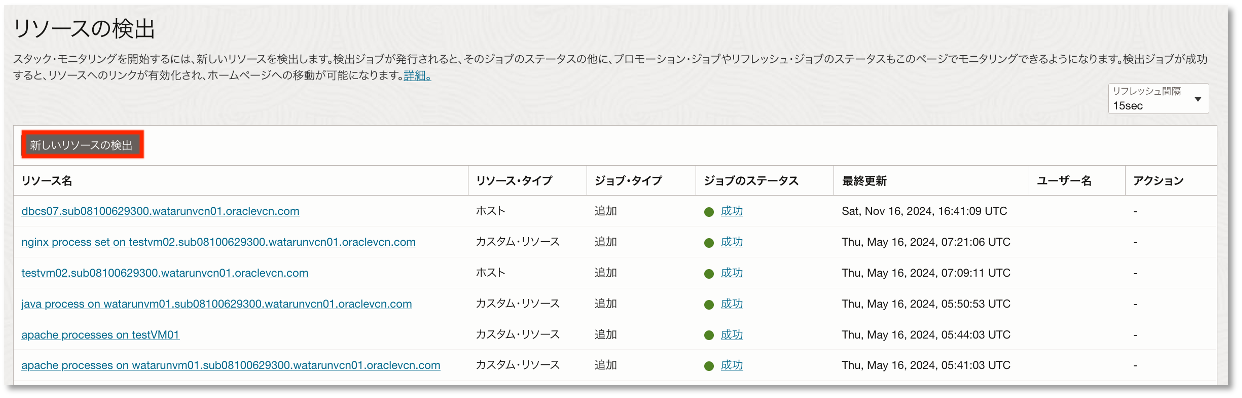 リソースの検出
スタック・モニタリングを開始するには、新しいリソースを検出します。検出ジョブが発行されると、そのジョブのステータスの他に、プロモーション・ジョブやリフレッシュ・ジョブのステータスもこのページでモニタリングできるようになります。検出ジョブが成功
すると、リソースへのリンクが有効化され、ホームページへの移動が可能になります。詳細。
リフレッシュ間隔
15sec
新しいリソースの検出
リソース名 リソース・タイプ ジョブ・タイプ ジョブのステータス 最終更新 ユーザー名 アクション
dbcs07.sub08100629300.watarunvcn01.oraclevcn.com ホスト 追加 成功 Sat, Nov 16, 2024, 16:41:09 UTC -
nginx process set on testvm02.sub08100629300.watarunvcn01.oraclevcn.com カスタム・リソース 追加 成功 Thu, May 16, 2024, 07:21:06 UTC -
testvm02.sub08100629300.watarunvcn01.oraclevcn.com ホスト 追加 成功 Thu, May 16, 2024, 07:09:11 UTC -
java process on watarunvm01.sub08100629300.watarunvcn01.oraclevcn.com カスタム・リソース 追加 成功 Thu, May 16, 2024, 05:50:53 UTC -
apache processes on testVM01 カスタム・リソース 追加 成功 Thu, May 16, 2024, 05:44:03 UTC -
apache processes on watarunvm01.sub08100629300.watarunvcn01.oraclevcn.com カスタム・リソース 追加 成功 Thu, May 16, 2024, 05:41:03 UTC -